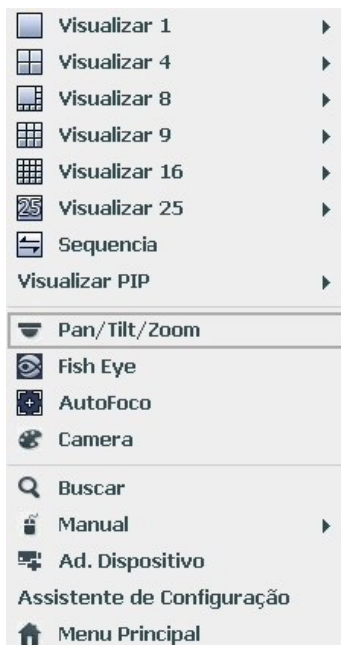 Visualizar 1
Visualizar 4
Visualizar 8
Visualizar 9
Visualizar 16
25 Visualizar 25
Sequencia
Visualizar PIP
Pan/Tilt/Zoom
Fish Eye
AutoFoco
Camera
Buscar
Manual
Ad. Dispositivo
Assistente de Configuração
Menu Principal